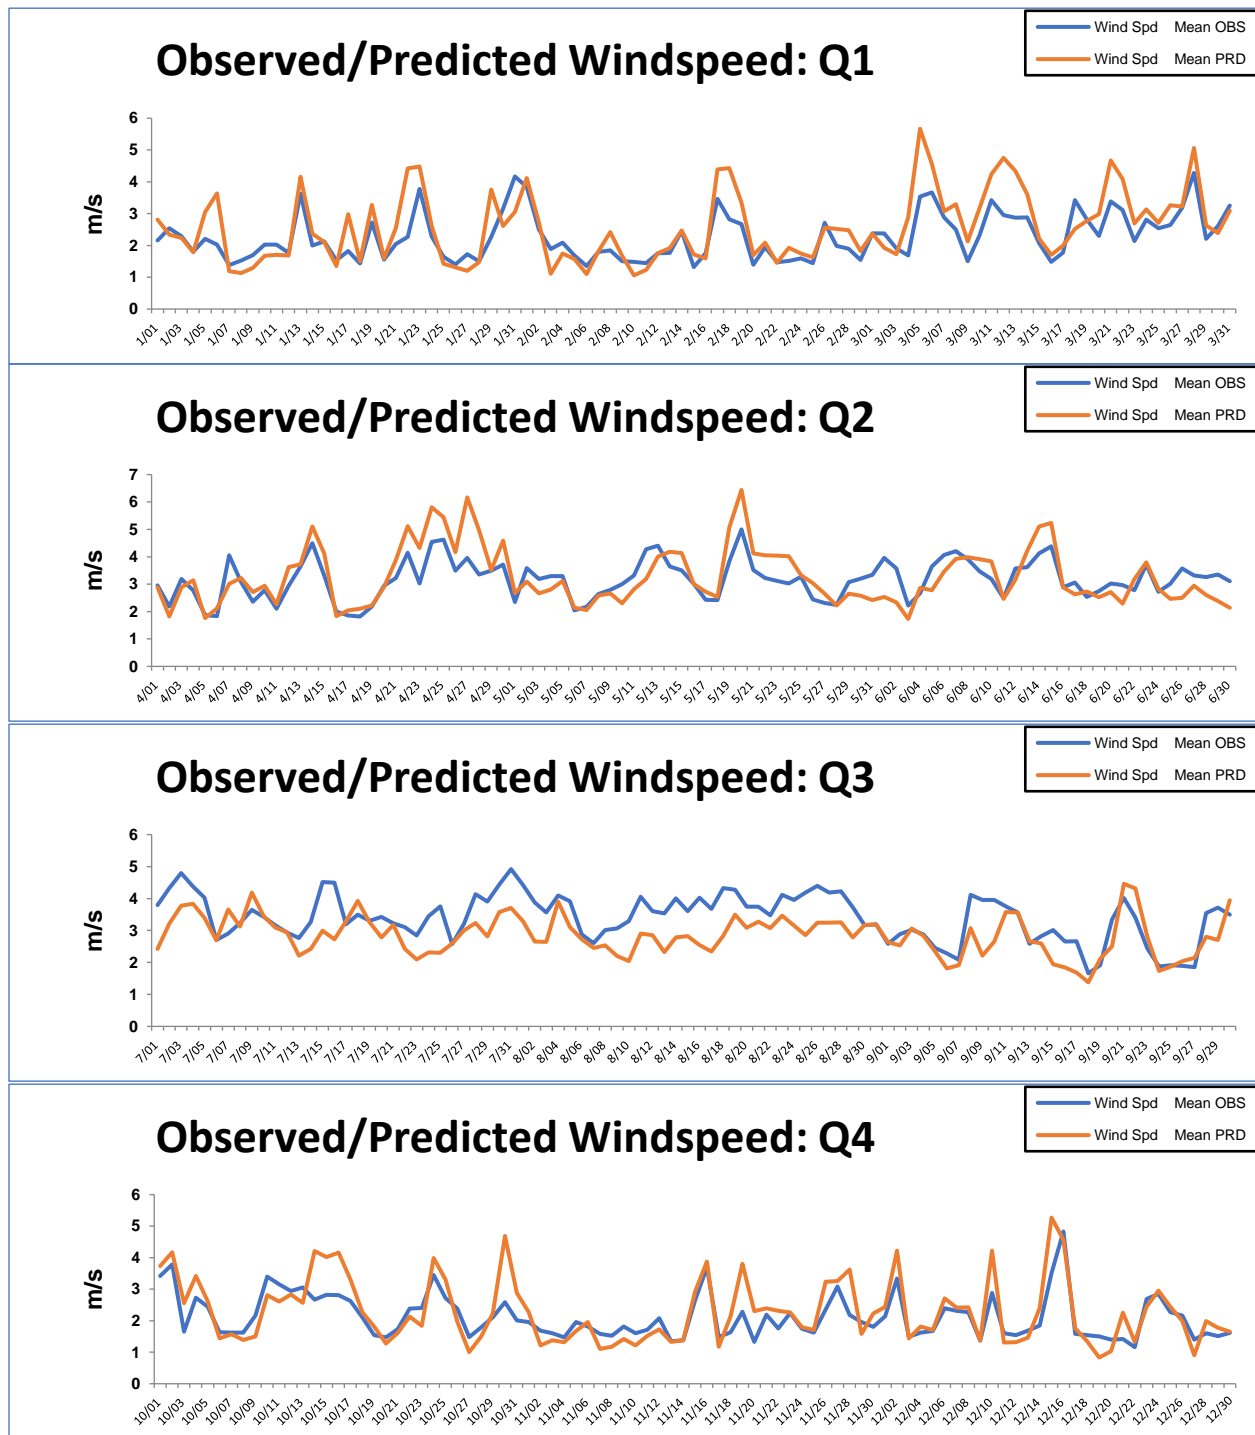 Wind Spd Mean OBS
Observed/Predicted Windspeed: Q1
Wind Spd Mean PRD
6
5
4
3
2
1
0
m/s
1/01 1/03 1/05 1/07 1/09 1/11 1/13 1/15 1/17 1/19 1/21 1/23 1/25 1/27 1/29 1/31 2/02 2/04 2/06 2/08 2/10 2/12 2/14 2/16 2/18 2/20 2/22 2/24 2/26 2/28 3/01 3/03 3/05 3/07 3/09 3/11 3/13 3/15 3/17 3/19 3/21 3/23 3/25 3/27 3/29 3/31
Wind Spd Mean OBS
Observed/Predicted Windspeed: Q2
Wind Spd Mean PRD
7
6
5
4
3
2
1
0
m/s
4/01 4/03 4/05 4/07 4/09 4/11 4/13 4/15 4/17 4/19 4/21 4/23 4/25 4/27 4/29 5/01 5/03 5/05 5/07 5/09 5/11 5/13 5/15 5/17 5/19 5/21 5/23 5/25 5/27 5/29 5/31 6/02 6/04 6/06 6/08 6/10 6/12 6/14 6/16 6/18 6/20 6/22 6/24 6/26 6/28 6/30
Wind Spd Mean OBS
Observed/Predicted Windspeed: Q3
Wind Spd Mean PRD
6
5
4
3
2
1
0
m/s
7/01 7/03 7/05 7/07 7/09 7/11 7/13 7/15 7/17 7/19 7/21 7/23 7/25 7/27 7/29 7/31 8/02 8/04 8/06 8/08 8/10 8/12 8/14 8/16 8/18 8/20 8/22 8/24 8/26 8/28 8/30 9/01 9/03 9/05 9/07 9/09 9/11 9/13 9/15 9/17 9/19 9/21 9/23 9/25 9/27 9/29
Wind Spd Mean OBS
Observed/Predicted Windspeed: Q4
Wind Spd Mean PRD
6
5
4
3
2
1
0
m/s
10/01 10/03 10/05 10/07 10/09 10/11 10/13 10/15 10/17 10/19 10/21 10/23 10/25 10/27 10/29 10/31 11/02 11/04 11/06 11/08 11/10 11/12 11/14 11/16 11/18 11/20 11/22 11/24 11/26 11/28 11/30 12/02 12/04 12/06 12/08 12/10 12/12 12/14 12/16 12/18 12/20 12/22 12/24 12/26 12/28 12/30